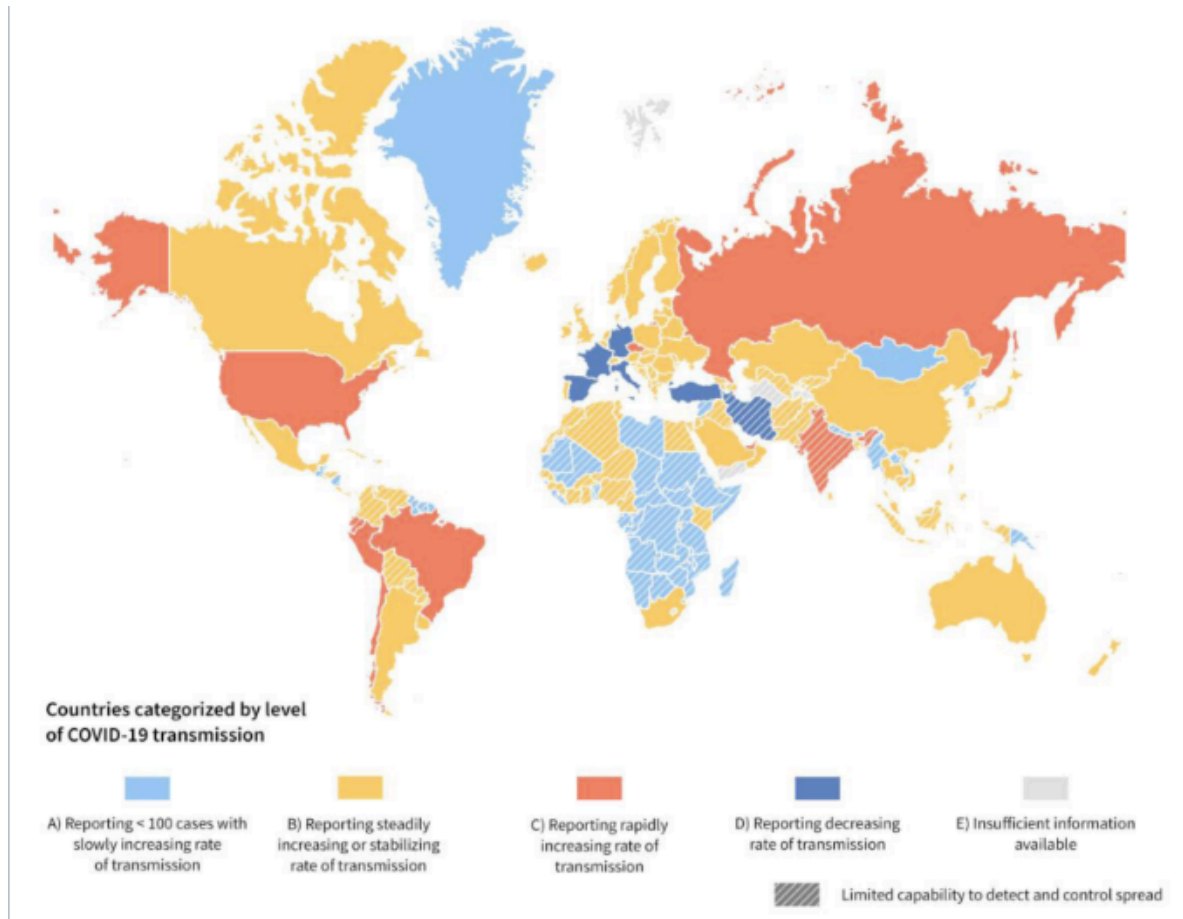 Countries categorized by level
of COVID-19 transmission
A) Reporting < 100 cases with
slowly increasing rate
of transmission
B) Reporting steadily
increasing or stabilizing
rate of transmission
C) Reporting rapidly
increasing rate of
transmission
D) Reporting decreasing
rate of transmission
E) Insufficient information
available
Limited capability to detect and control spread